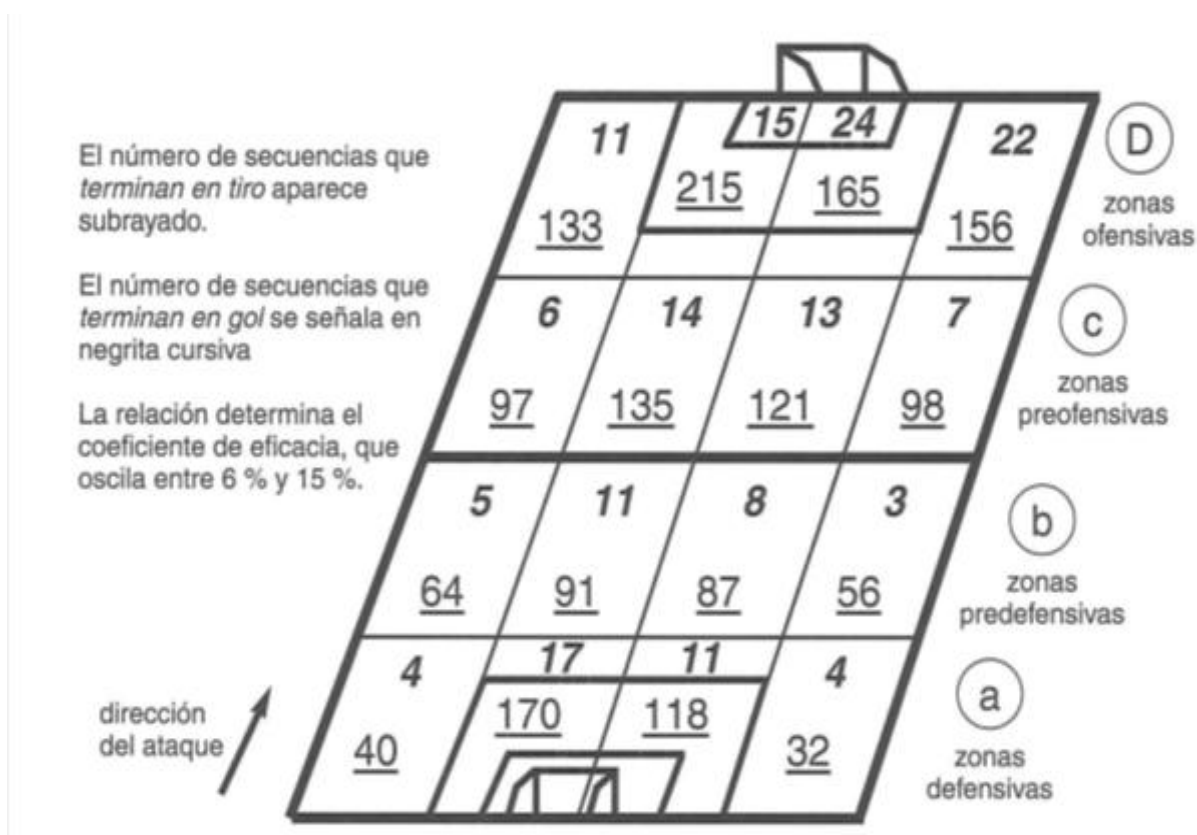 El número de secuencias que
terminan en tiro aparece
subrayado.
El número de secuencias que
terminan en gol se señala en
negrita cursiva
La relación determina el
coeficiente de eficacia, que
oscila entre 6 % y 15 %.
dirección
del ataque
11 15 24 22
133 215 165 156
6 14 13 7
97 135 121 98
5 11 8 3
64 91 87 56
4 17 11 4
40 170 118 32
D
zonas
ofensivas
c
zonas
preofensivas
b
zonas
predefensivas
a
zonas
defensivas